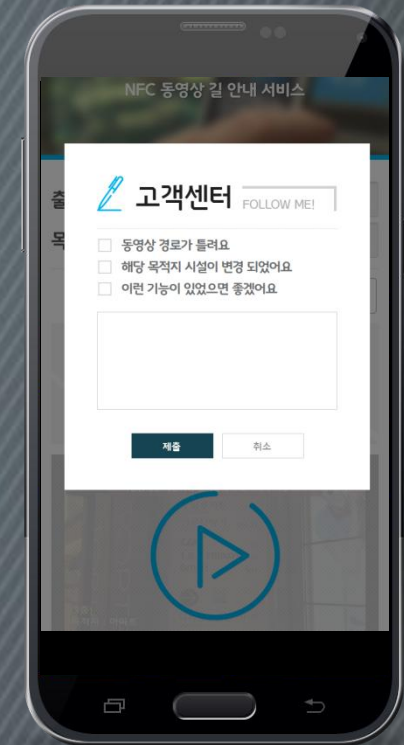 NFC 동영상 길 안내 서비스
고객센터 FOLLOW ME!
동영상 경로가 틀려요
해당 목적지 시설이 변경 되었어요
이런 기능이 있었으면 좋겠어요
제출 취소